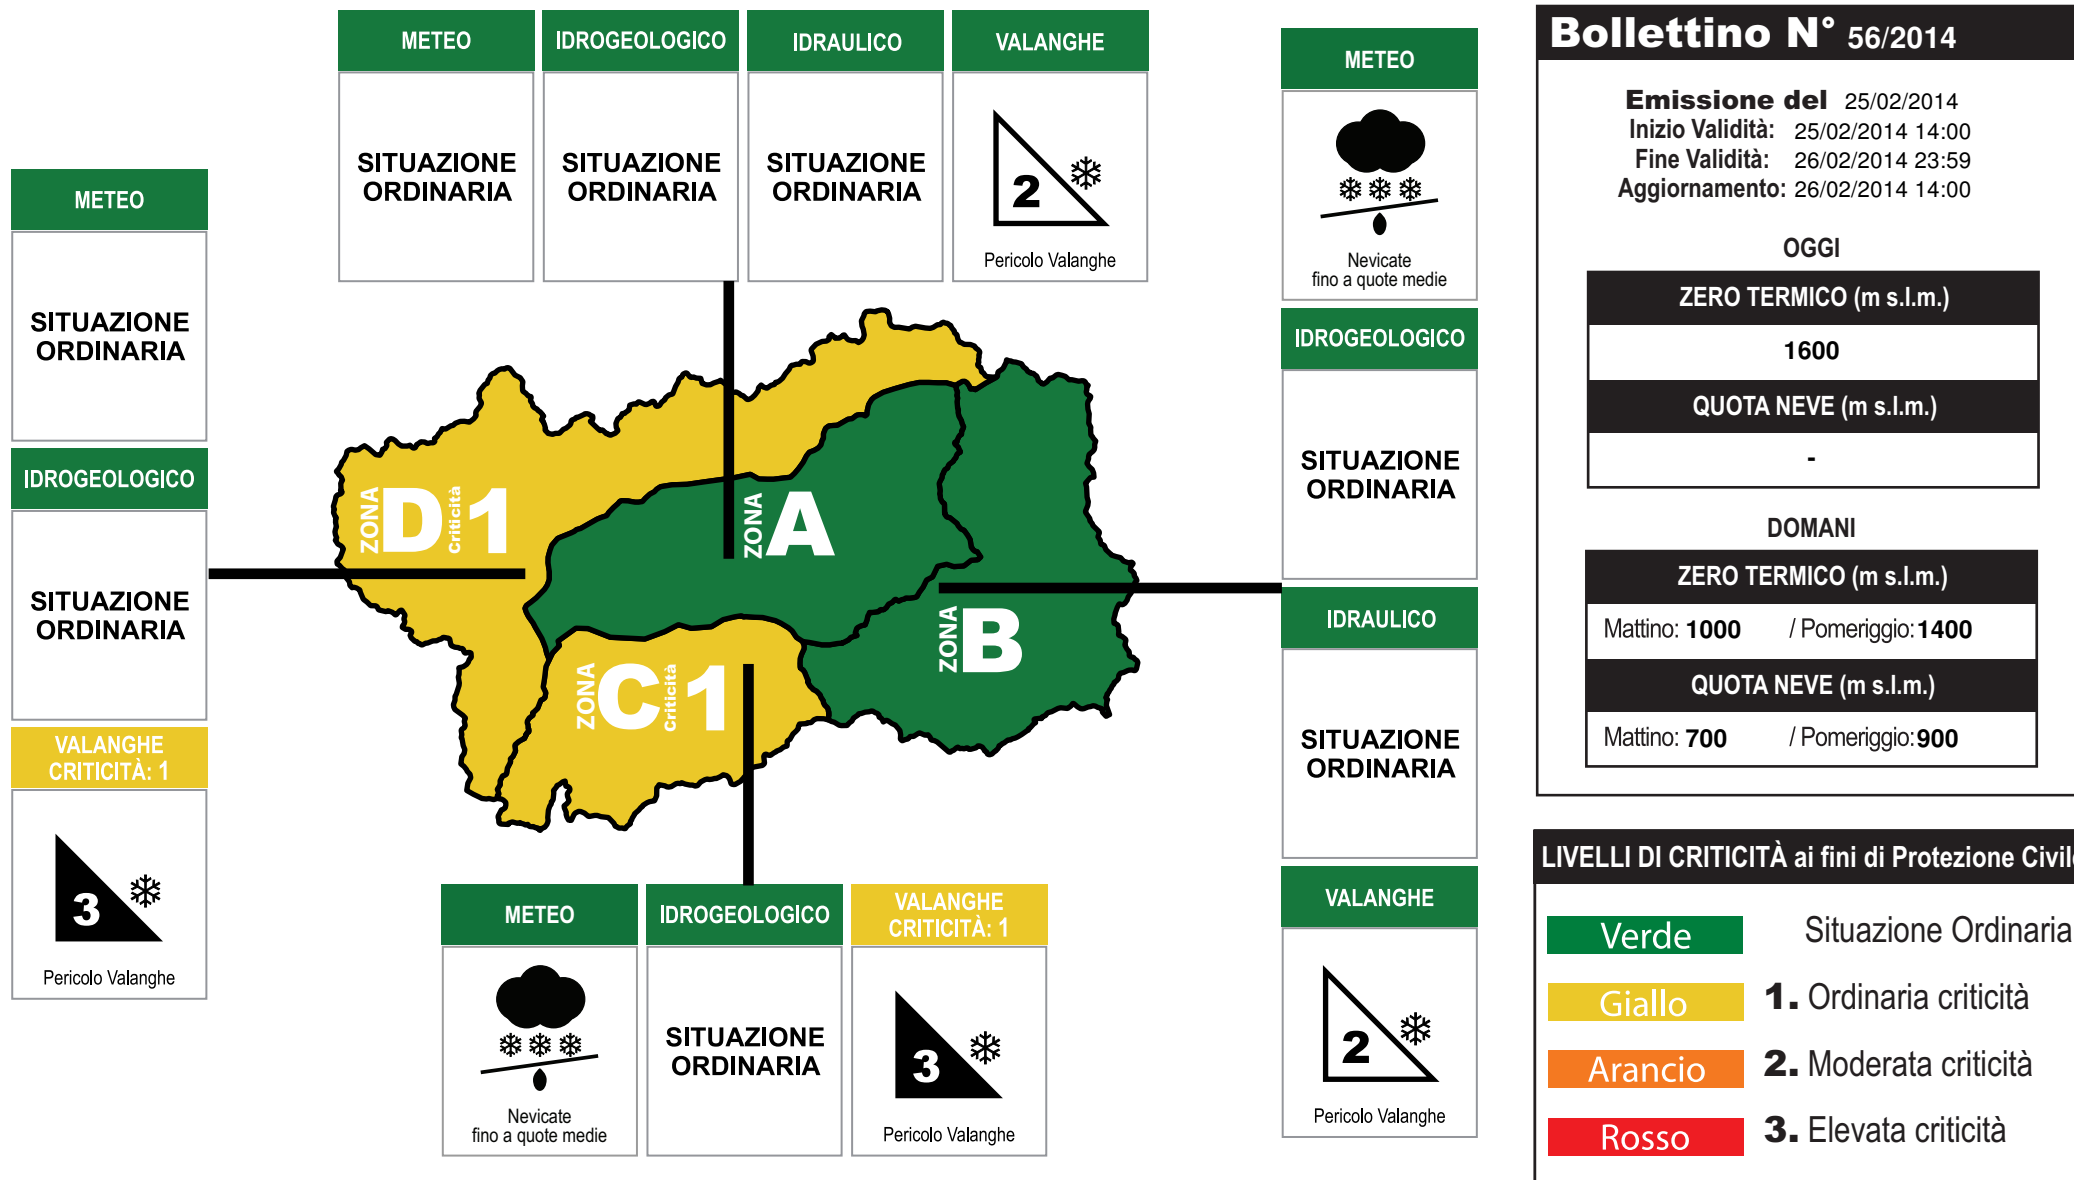 METEO
SITUAZIONE
ORDINARIA
IDROGEOLOGICO
SITUAZIONE
ORDINARIA
VALANGHE
CRITICITÀ: 1
3
Pericolo Valanghe
METEO
SITUAZIONE
ORDINARIA
IDROGEOLOGICO
SITUAZIONE
ORDINARIA
IDRAULICO
SITUAZIONE
ORDINARIA
VALANGHE
2
Pericolo Valanghe
ZONA D Criticità 1
ZONA A
ZONA B
ZONA C Criticità 1
METEO
Nevicate
fino a quote medie
IDROGEOLOGICO
SITUAZIONE
ORDINARIA
VALANGHE
CRITICITÀ: 1
3
Pericolo Valanghe
METEO
Nevicate
fino a quote medie
IDROGEOLOGICO
SITUAZIONE
ORDINARIA
IDRAULICO
SITUAZIONE
ORDINARIA
VALANGHE
2
Pericolo Valanghe
Bollettino N° 56/2014
Emissione del 25/02/2014
Inizio Validità: 25/02/2014 14:00
Fine Validità: 26/02/2014 23:59
Aggiornamento: 26/02/2014 14:00
OGGI
ZERO TERMICO (m s.l.m.)
1600
QUOTA NEVE (m s.l.m.)
-
DOMANI
ZERO TERMICO (m s.l.m.)
Mattino: 1000 / Pomeriggio: 1400
QUOTA NEVE (m s.l.m.)
Mattino: 700 / Pomeriggio: 900
LIVELLI DI CRITICITÀ ai fini di Protezione Civile
Verde Situazione Ordinaria
Giallo 1. Ordinaria criticità
Arancio 2. Moderata criticità
Rosso 3. Elevata criticità